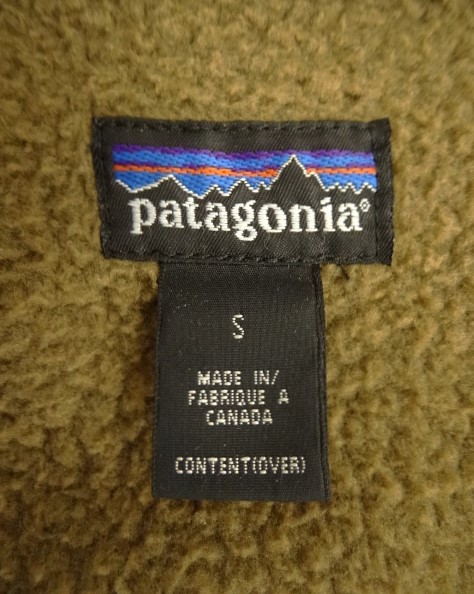 patagonia®
S
MADE IN/
FABRIQUE A
CANADA
CONTENT(OVER)